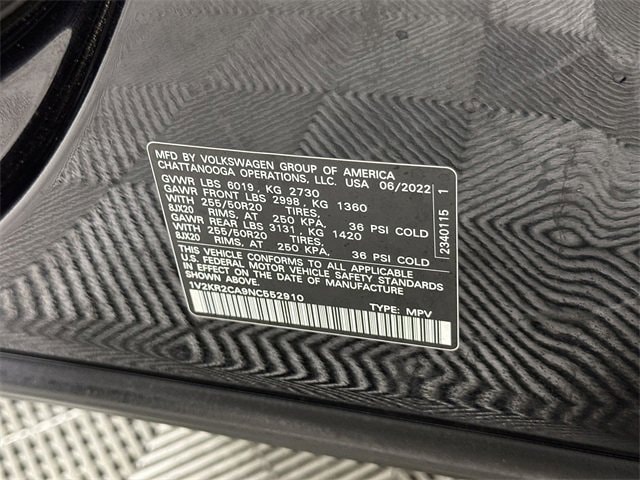 MFD BY VOLKSWAGEN GROUP OF AMERICA
CHATTANOOGA OPERATIONS, LLC. USA 06/2022
GVWR LBS 6019, KG 2730
GAWR FRONT LBS 2998, KG 1360
WITH 255/50R20 TIRES,
8JX20 RIMS, AT 250 KPA. 36 PSI COLD
GAWR REAR LBS 3131, KG 1420
WITH 255/50R20 TIRES,
8JX20 RIMS, AT 250 KPA. 36 PSI COLD
THIS VEHICLE CONFORMS TO ALL APPLICABLE
U.S. FEDERAL MOTOR VEHICLE SAFETY STANDARDS
IN EFFECT ON THE DATE OF MANUFACTURE
SHOWN ABOVE.
1V2KR2CA9NC552910 TYPE: MPV
2340115 1